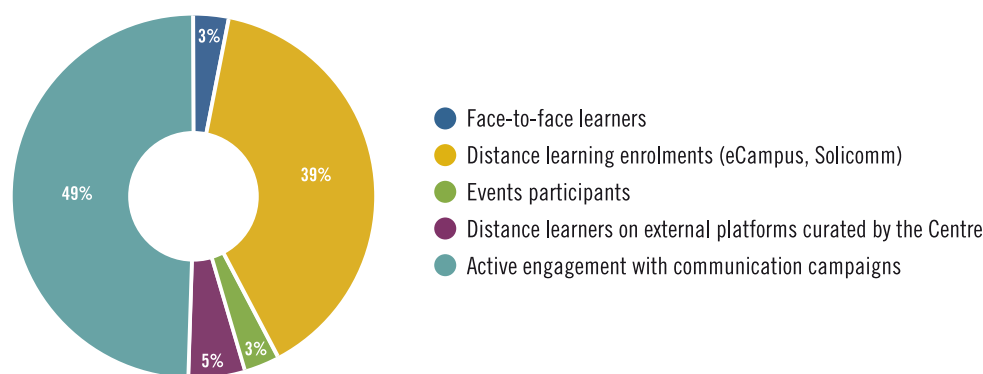 3%
39%
49%
3%
5%
Face-to-face learners
Distance learning enrolments (eCampus, Solicomm)
Events participants
Distance learners on external platforms curated by the Centre
Active engagement with communication campaigns